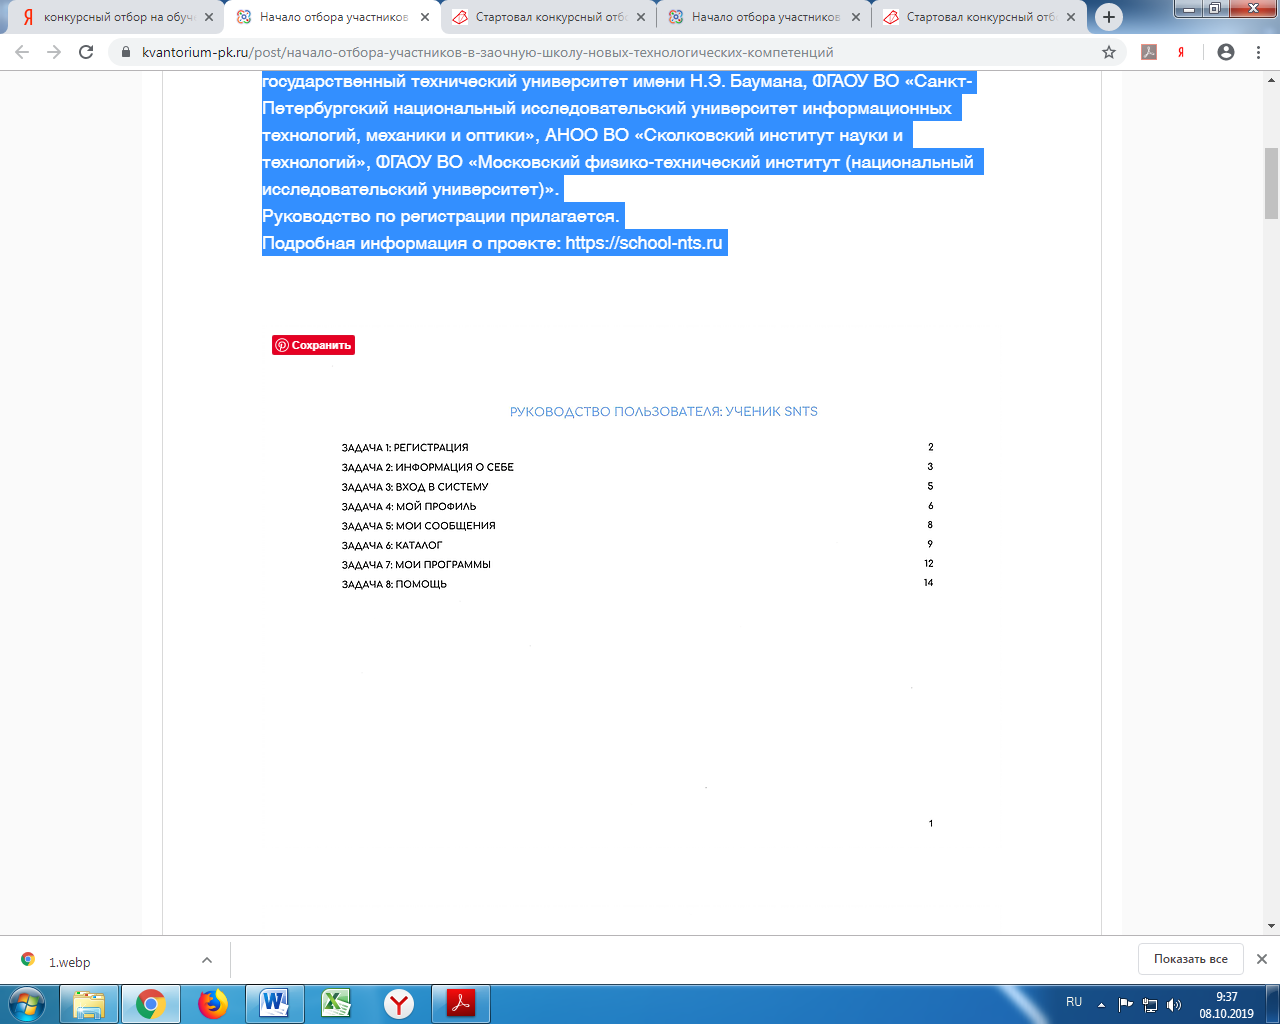 конкурсный отбор на обуч
Начало отбора участников
Стартовал конкурсный отб
Начало отбора участников
Стартовал конкурсный отб
kvantorium-pk.ru/post/начало-отбора-участников-в-заочную-школу-новых-технологических-компетенций
государственный технический университет имени Н.Э. Баумана, ФГАОУ ВО «Санкт-
Петербургский национальный исследовательский университет информационных
технологий, механики и оптики», АНОО ВО «Сколковский институт науки и
технологий», ФГАОУ ВО «Московский физико-технический институт (национальный
исследовательский университет)».
Руководство по регистрации прилагается.
Подробная информация о проекте: https://school-nts.ru
Сохранить
РУКОВОДСТВО ПОЛЬЗОВАТЕЛЯ: УЧЕНИК SNTS
ЗАДАЧА 1: РЕГИСТРАЦИЯ 2
ЗАДАЧА 2: ИНФОРМАЦИЯ О СЕБЕ 3
ЗАДАЧА 3: ВХОД В СИСТЕМУ 5
ЗАДАЧА 4: МОЙ ПРОФИЛЬ 6
ЗАДАЧА 5: МОИ СООБЩЕНИЯ 8
ЗАДАЧА 6: КАТАЛОГ 9
ЗАДАЧА 7: МОИ ПРОГРАММЫ 12
ЗАДАЧА 8: ПОМОЩЬ 14
1
1.webp
Показать все
RU
9:37
08.10.2019